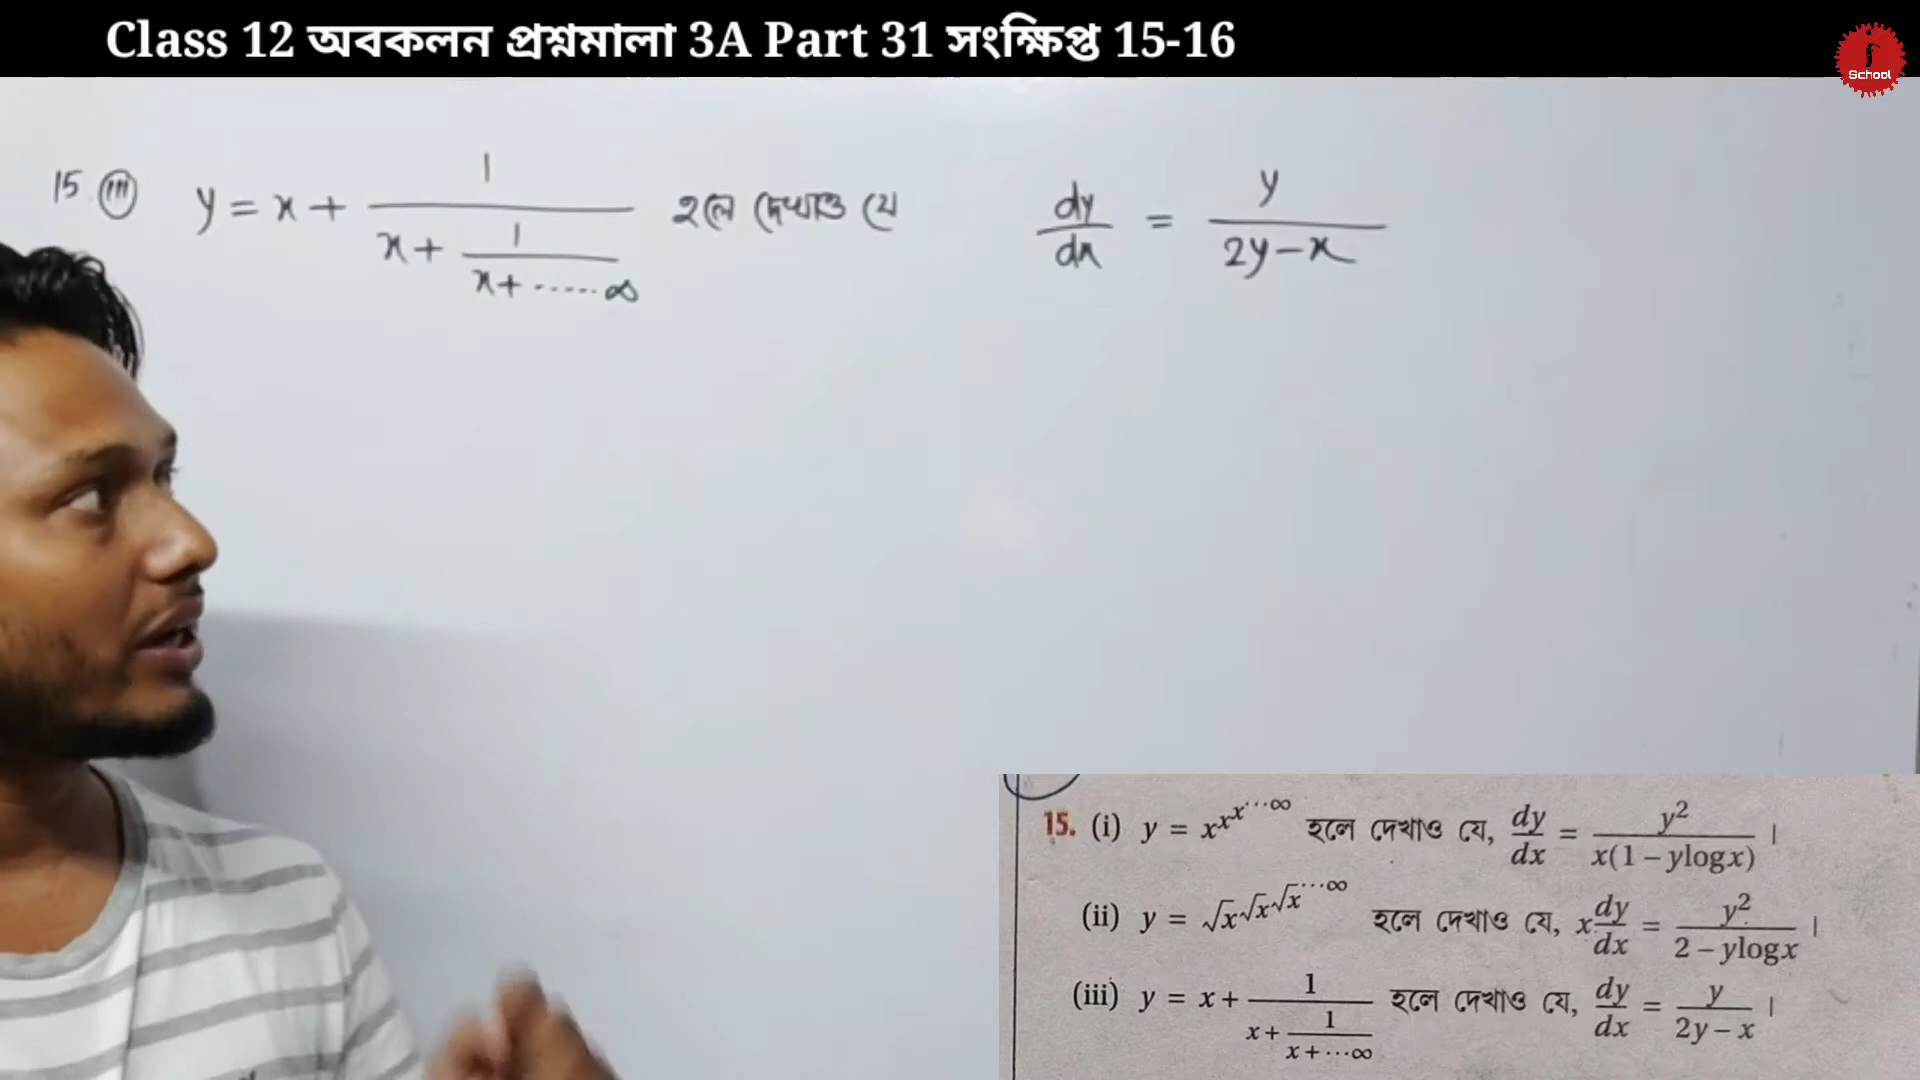 Class 12 অবকলন প্রশ্নমালা 3A Part 31 সংক্ষিপ্ত 15-16
School
15 (iii) y = x + 1/(x + 1/(x + ......∞)) হলে দেখাও যে dy/dx = y/(2y − x)
15. (i) y = x^x^x^···∞ হলে দেখাও যে, dy/dx = y²/(x(1 − ylogx)) ।
(ii) y = √x^√x^√x^···∞ হলে দেখাও যে, x dy/dx = y²/(2 − ylogx) ।
(iii) y = x + 1/(x + 1/(x + ···∞)) হলে দেখাও যে, dy/dx = y/(2y − x) ।